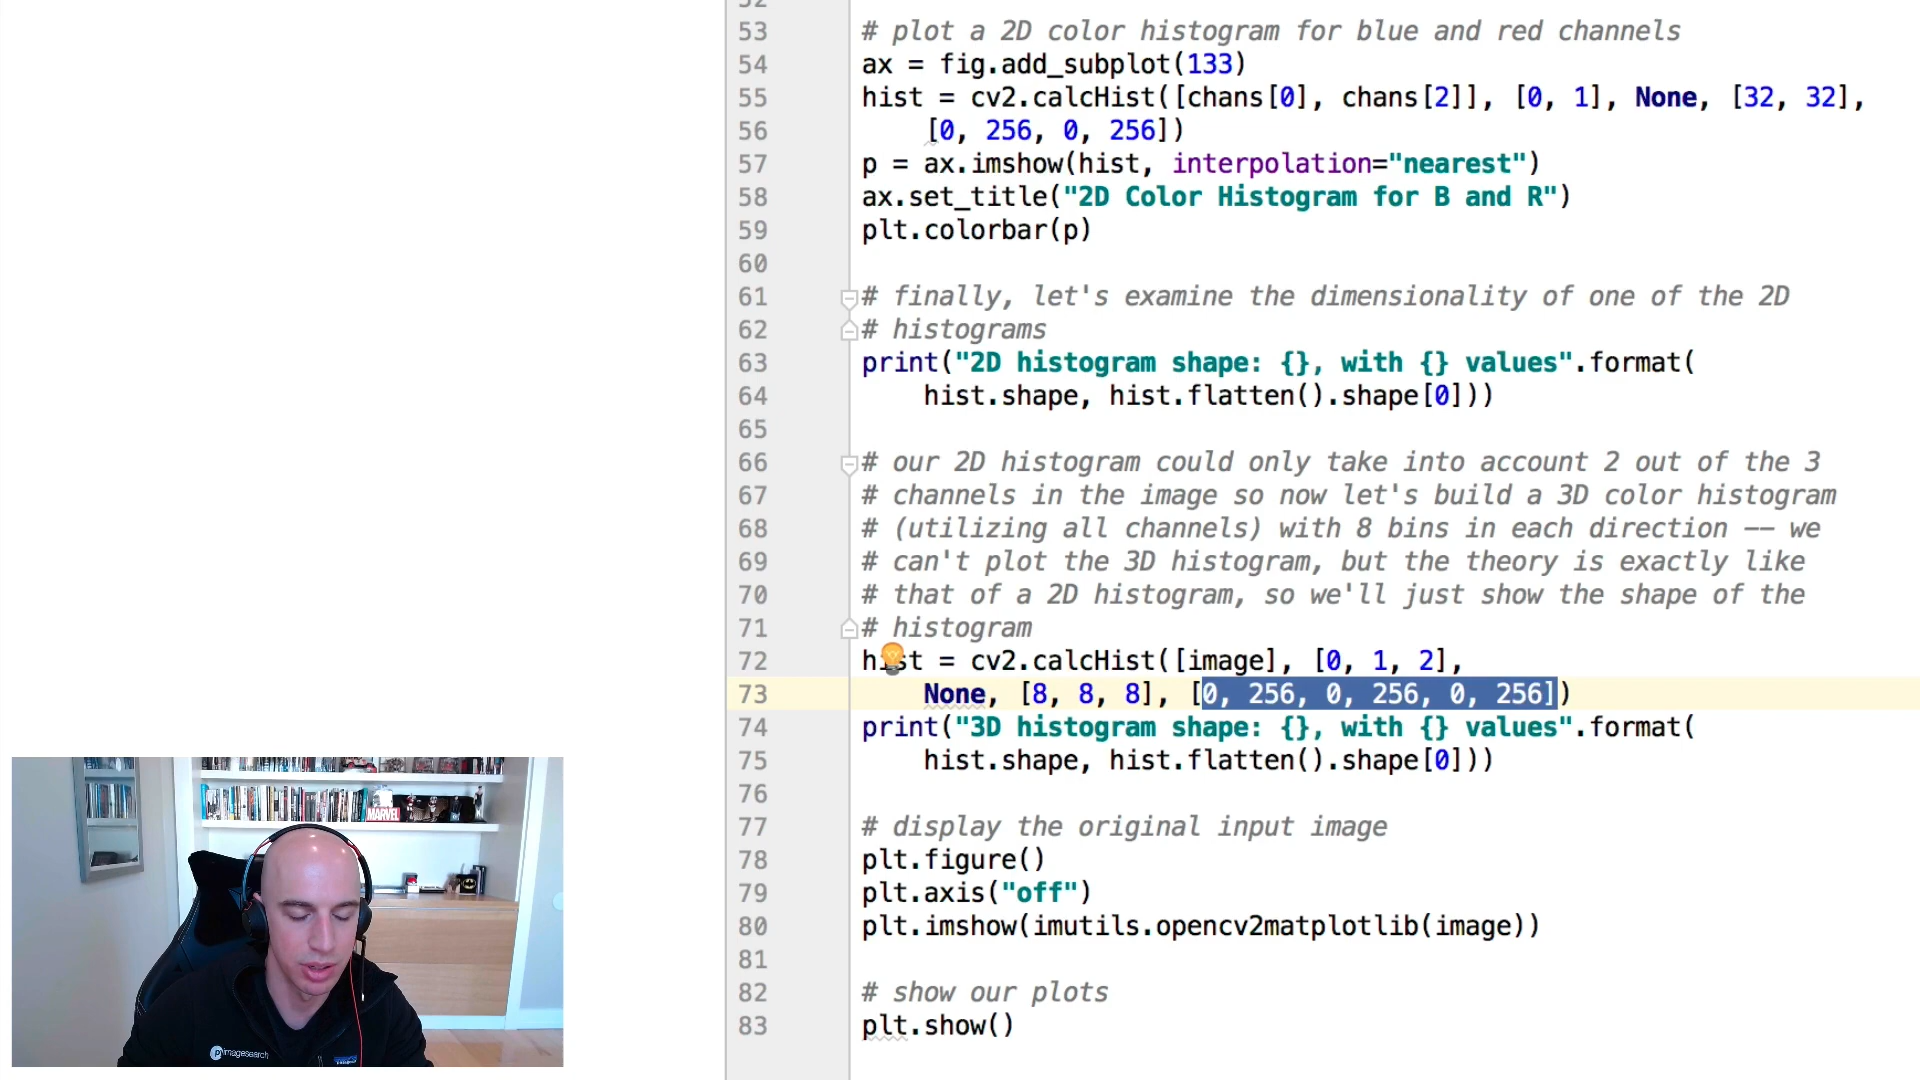 52
53 # plot a 2D color histogram for blue and red channels
54 ax = fig.add_subplot(133)
55 hist = cv2.calcHist([chans[0], chans[2]], [0, 1], None, [32, 32],
56     [0, 256, 0, 256])
57 p = ax.imshow(hist, interpolation="nearest")
58 ax.set_title("2D Color Histogram for B and R")
59 plt.colorbar(p)
60
61 # finally, let's examine the dimensionality of one of the 2D
62 # histograms
63 print("2D histogram shape: {}, with {} values".format(
64     hist.shape, hist.flatten().shape[0]))
65
66 # our 2D histogram could only take into account 2 out of the 3
67 # channels in the image so now let's build a 3D color histogram
68 # (utilizing all channels) with 8 bins in each direction -- we
69 # can't plot the 3D histogram, but the theory is exactly like
70 # that of a 2D histogram, so we'll just show the shape of the
71 # histogram
72 hist = cv2.calcHist([image], [0, 1, 2],
73     None, [8, 8, 8], [0, 256, 0, 256, 0, 256])
74 print("3D histogram shape: {}, with {} values".format(
75     hist.shape, hist.flatten().shape[0]))
76
77 # display the original input image
78 plt.figure()
79 plt.axis("off")
80 plt.imshow(imutils.opencv2matplotlib(image))
81
82 # show our plots
83 plt.show()
MARVEL
pyimagesearch